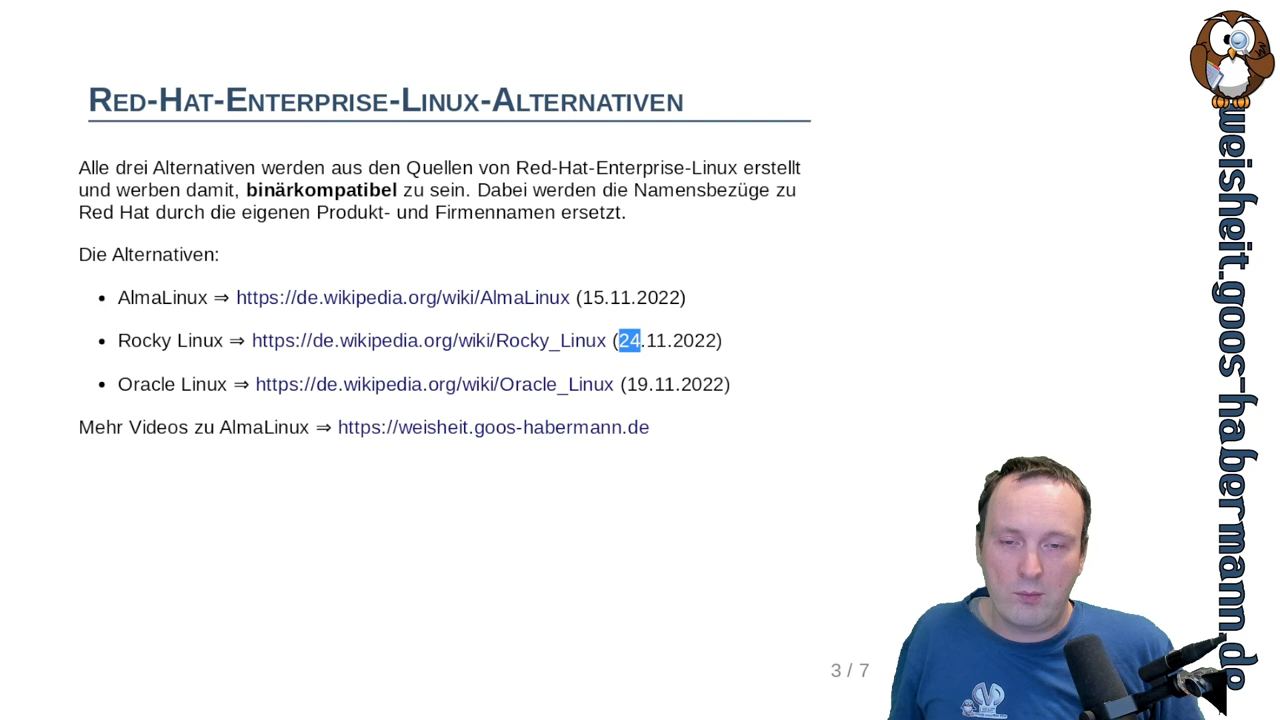 RED-HAT-ENTERPRISE-LINUX-ALTERNATIVEN
Alle drei Alternativen werden aus den Quellen von Red-Hat-Enterprise-Linux erstellt
und werben damit, binärkompatibel zu sein. Dabei werden die Namensbezüge zu
Red Hat durch die eigenen Produkt- und Firmennamen ersetzt.
Die Alternativen:
• AlmaLinux ⇒ https://de.wikipedia.org/wiki/AlmaLinux (15.11.2022)
• Rocky Linux ⇒ https://de.wikipedia.org/wiki/Rocky_Linux (24.11.2022)
• Oracle Linux ⇒ https://de.wikipedia.org/wiki/Oracle_Linux (19.11.2022)
Mehr Videos zu AlmaLinux ⇒ https://weisheit.goos-habermann.de
3 / 7
weisheit.goos-habermann.de